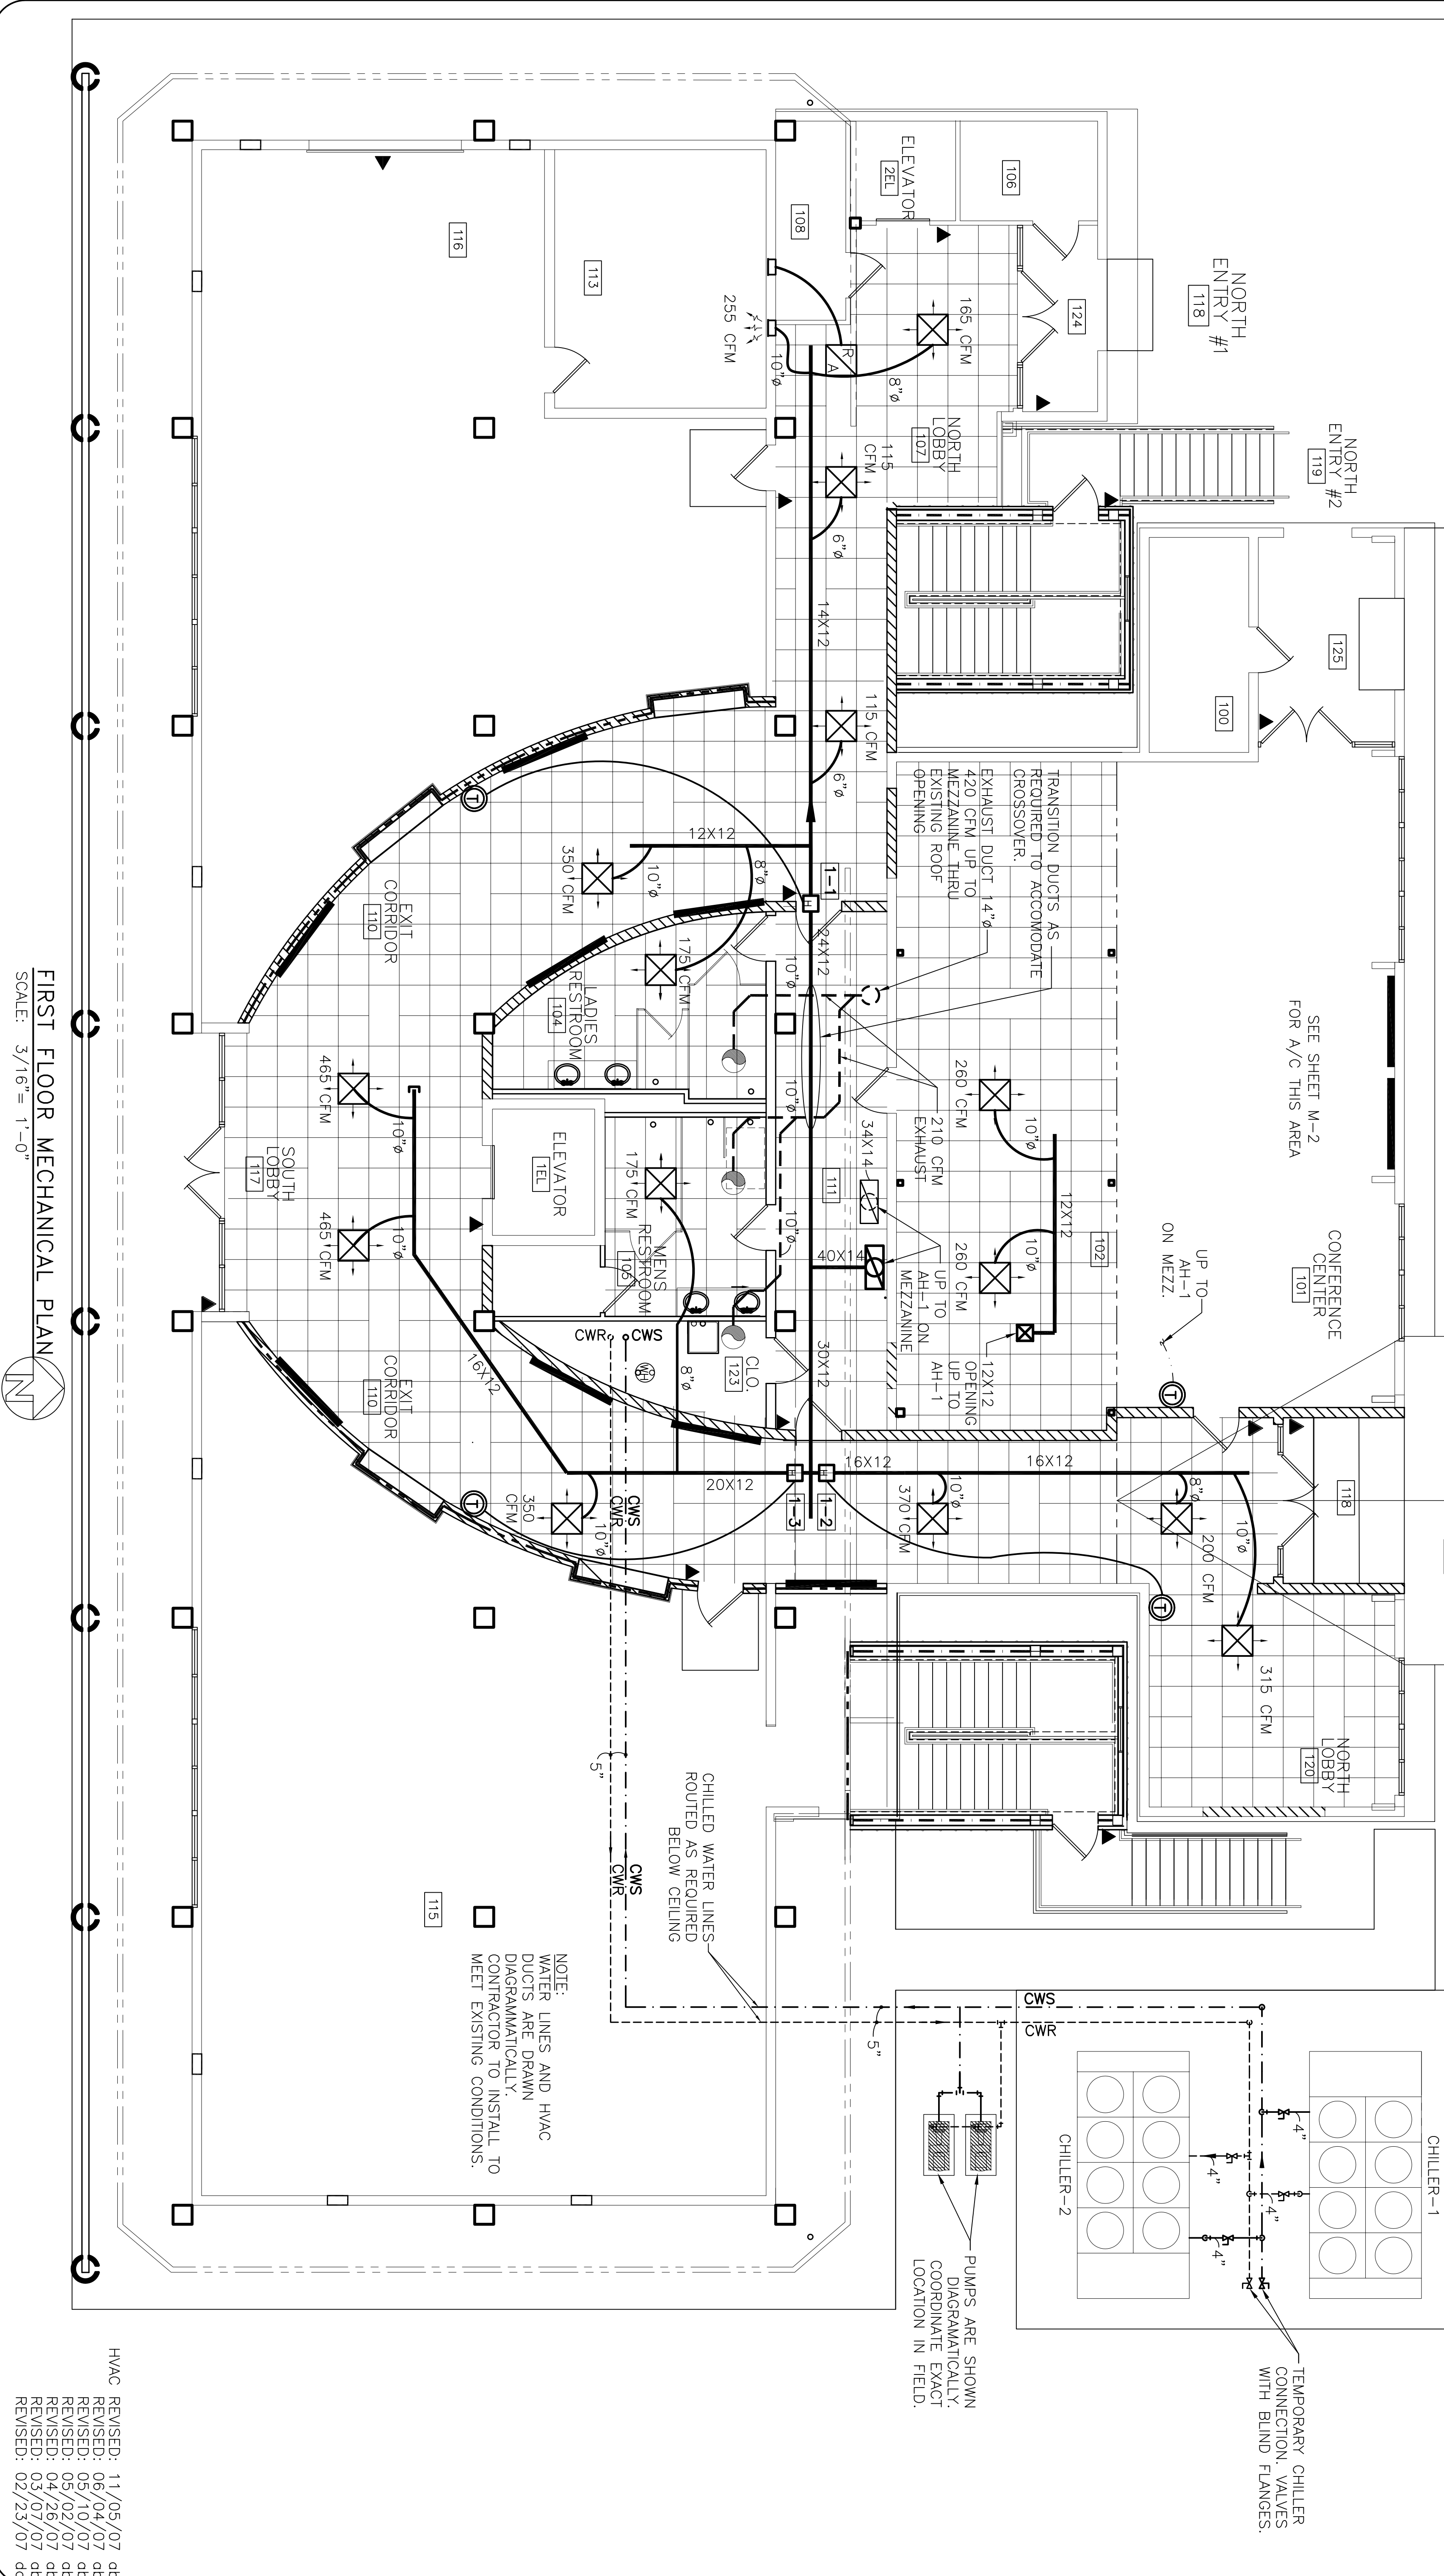 NORTH
ENTRY #1
118
NORTH
ENTRY #2
119
ELEVATOR
2EL
106
124
108
116
113
255 CFM
10"ø
R
A
165 CFM
8"ø
NORTH
LOBBY
107
115
CFM
6"ø
14X12
115 CFM
6"ø
125
100
TRANSITION DUCTS AS
REQUIRED TO ACCOMODATE
CROSSOVER.
EXHAUST DUCT 14"ø
420 CFM UP TO
MEZZANINE THRU
EXISTING ROOF
OPENING
SEE SHEET M-2
FOR A/C THIS AREA
CONFERENCE
CENTER
101
UP TO
AH-1
ON MEZZ.
T
12X12
350 CFM
10"ø
8"ø
1-1
H
24X12
EXIT
CORRIDOR
110
175 CFM
LADIES
RESTROOM
104
10"ø
10"ø
10"ø
210 CFM
EXHAUST
34X14
111
40X14
UP TO
AH-1 ON
MEZZANINE
260 CFM
10"ø
12X12
260 CFM
10"ø
102
12X12
OPENING
UP TO
AH-1
T
465 CFM
10"ø
SOUTH
LOBBY
117
465 CFM
10"ø
ELEVATOR
1EL
175 CFM
MENS
RESTROOM
105
CWR
CWS
WH
CLO.
123
8"ø
30X12
EXIT
CORRIDOR
110
16X12
20X12
H
H
1-3
1-2
16X12
16X12
350
CFM
10"ø
T
CWS
CWR
10"ø
370 CFM
8"ø
200 CFM
10"ø
118
T
315 CFM
NORTH
LOBBY
120
5"
CHILLED WATER LINES
ROUTED AS REQUIRED
BELOW CEILING
CWS
CWR
115
NOTE:
WATER LINES AND HVAC
DUCTS ARE DRAWN
DIAGRAMMATICALLY.
CONTRACTOR TO INSTALL TO
MEET EXISTING CONDITIONS.
CWS
CWR
5"
CHILLER-1
CHILLER-2
4"
4"
4"
4"
PUMPS ARE SHOWN
DIAGRAMATICALLY.
COORDINATE EXACT
LOCATION IN FIELD.
TEMPORARY CHILLER
CONNECTION. VALVES
WITH BLIND FLANGES.
FIRST FLOOR MECHANICAL PLAN
SCALE: 3/16"= 1'-0"
N
HVAC REVISED: 11/05/07 ab
REVISED: 06/04/07 ab
REVISED: 05/10/07 ab
REVISED: 05/02/07 ab
REVISED: 04/26/07 ab
REVISED: 03/07/07 ab
REVISED: 02/23/07